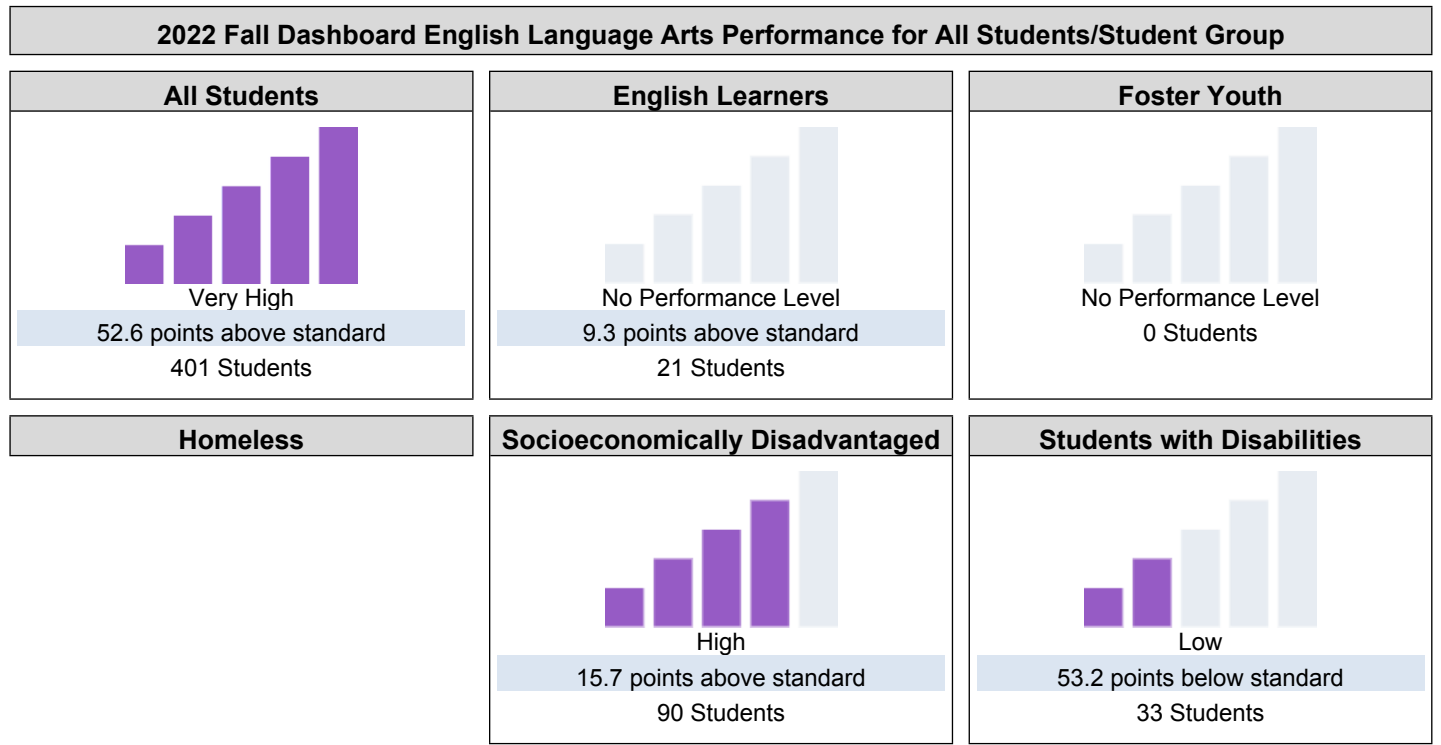 2022 Fall Dashboard English Language Arts Performance for All Students/Student Group
All Students
Very High
52.6 points above standard
401 Students
English Learners
No Performance Level
9.3 points above standard
21 Students
Foster Youth
No Performance Level
0 Students
Homeless
Socioeconomically Disadvantaged
High
15.7 points above standard
90 Students
Students with Disabilities
Low
53.2 points below standard
33 Students